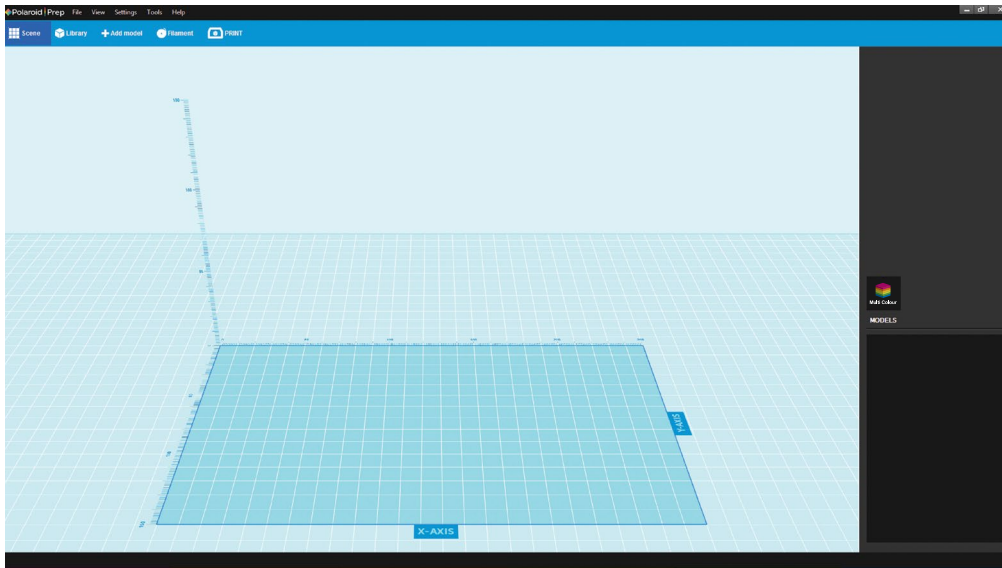 Polaroid|Prep File View Settings Tools Help
Scene Library Add model Filament PRINT
Multi Colour
MODELS
Y-AXIS
X-AXIS